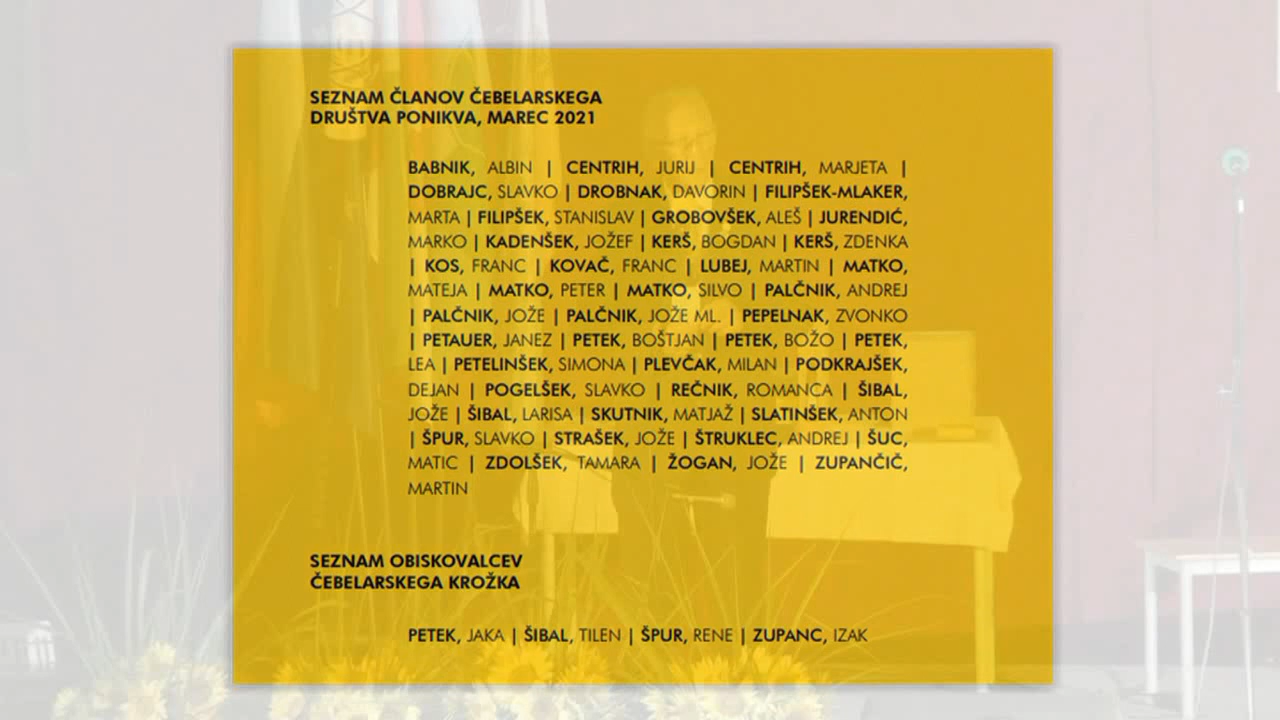 SEZNAM ČLANOV ČEBELARSKEGA
DRUŠTVA PONIKVA, MAREC 2021
BABNIK, ALBIN | CENTRIH, JURIJ | CENTRIH, MARJETA |
DOBRAJC, SLAVKO | DROBNAK, DAVORIN | FILIPŠEK-MLAKER,
MARTA | FILIPŠEK, STANISLAV | GROBOVŠEK, ALEŠ | JURENDIĆ,
MARKO | KADENŠEK, JOŽEF | KERŠ, BOGDAN | KERŠ, ZDENKA
| KOS, FRANC | KOVAČ, FRANC | LUBEJ, MARTIN | MATKO,
MATEJA | MATKO, PETER | MATKO, SILVO | PALČNIK, ANDREJ
| PALČNIK, JOŽE | PALČNIK, JOŽE ML. | PEPELNAK, ZVONKO
| PETAUER, JANEZ | PETEK, BOŠTJAN | PETEK, BOŽO | PETEK,
LEA | PETELINŠEK, SIMONA | PLEVČAK, MILAN | PODKRAJŠEK,
DEJAN | POGELŠEK, SLAVKO | REČNIK, ROMANCA | ŠIBAL,
JOŽE | ŠIBAL, LARISA | SKUTNIK, MATJAŽ | SLATINŠEK, ANTON
| ŠPUR, SLAVKO | STRAŠEK, JOŽE | ŠTRUKLEC, ANDREJ | ŠUC,
MATIC | ZDOLŠEK, TAMARA | ŽOGAN, JOŽE | ZUPANČIČ,
MARTIN
SEZNAM OBISKOVALCEV
ČEBELARSKEGA KROŽKA
PETEK, JAKA | ŠIBAL, TILEN | ŠPUR, RENE | ZUPANC, IZAK